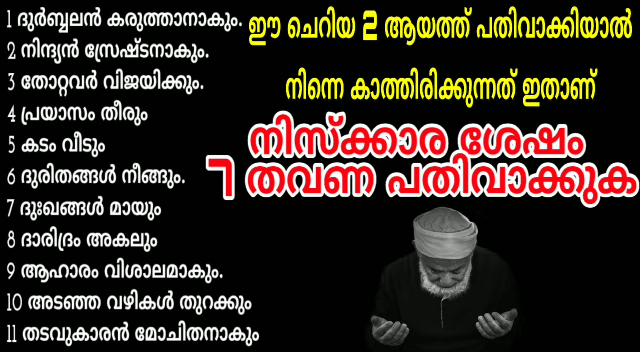 1 ദുർബ്ബലൻ കരുത്താനാകും.
2 നിന്ദ്യൻ സ്രേഷ്ടനാകും.
3 തോറ്റവർ വിജയിക്കും.
4 പ്രയാസം തീരും
5 കടം വീടും
6 ദുരിതങ്ങൾ നീങ്ങും.
7 ദുഃഖങ്ങൾ മായും
8 ദാരിദ്രം അകലും
9 ആഹാരം വിശാലമാകും.
10 അടഞ്ഞ വഴികൾ തുറക്കും
11 തടവുകാരൻ മോചിതനാകും
ഈ ചെറിയ 2 ആയത്ത് പതിവാക്കിയാൽ
നിന്നെ കാത്തിരിക്കുന്നത് ഇതാണ്
നിസ്ക്കാര ശേഷം
7 തവണ പതിവാക്കുക